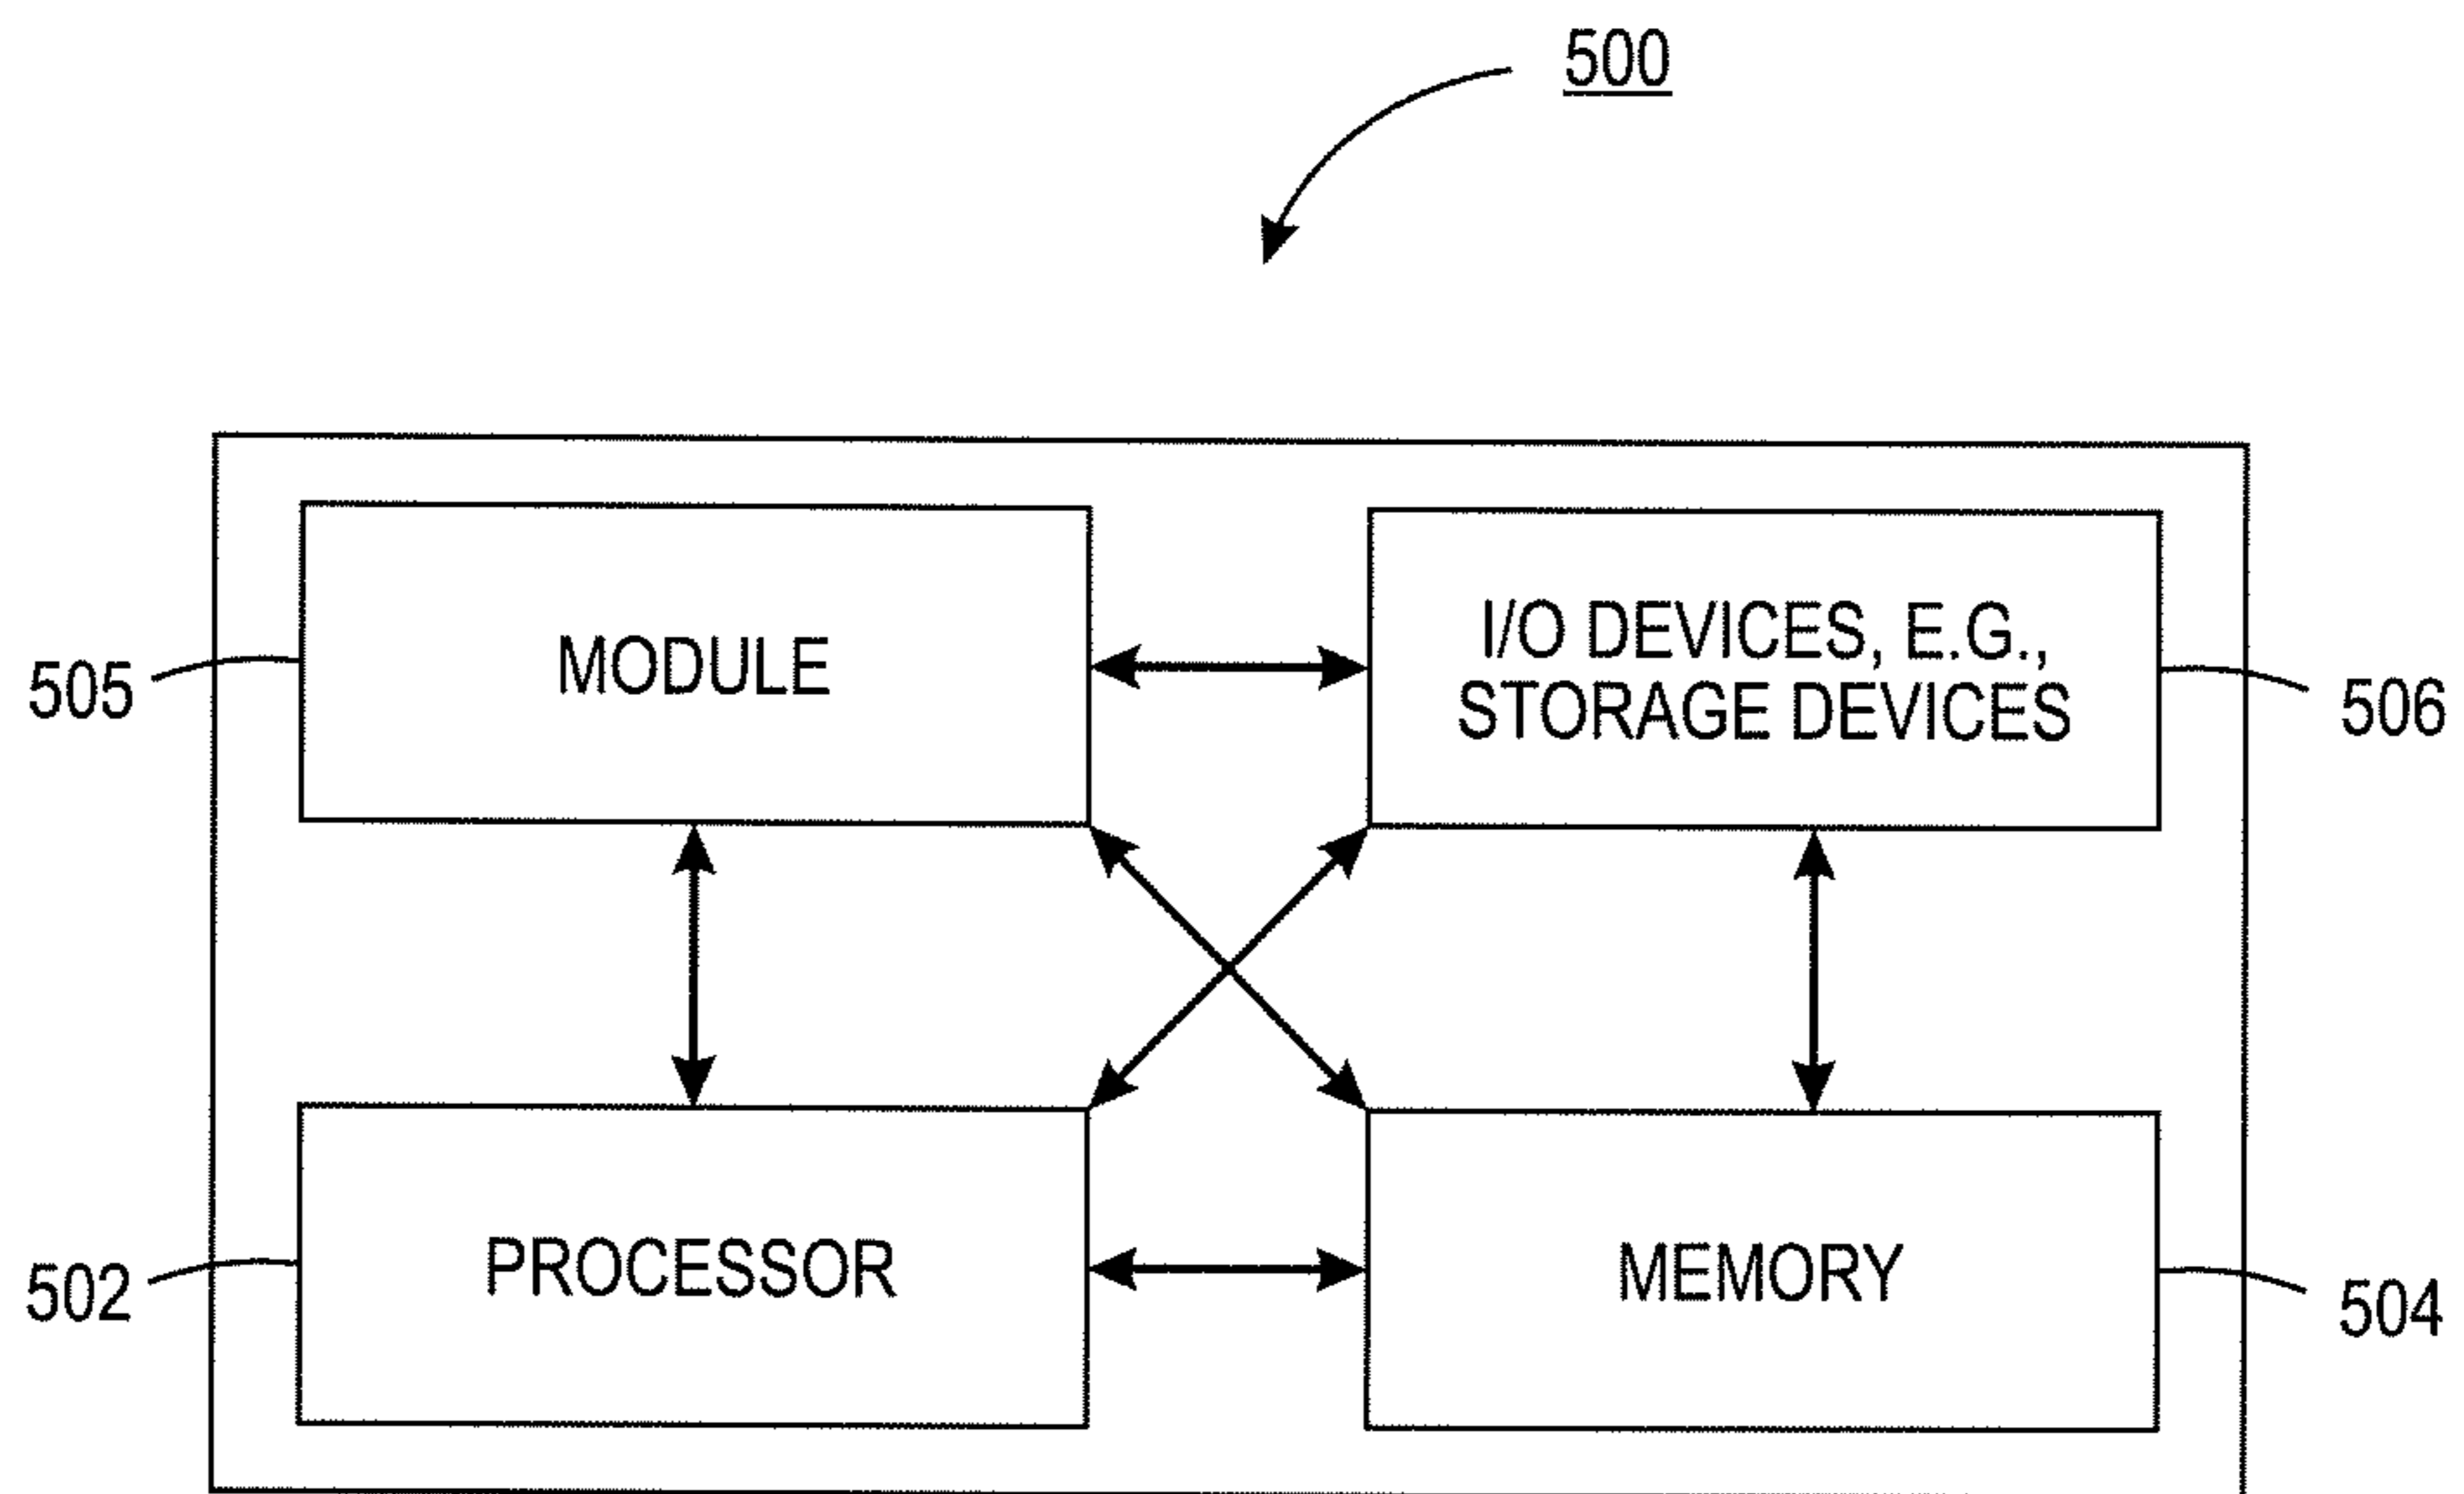 500
MODULE
I/O DEVICES, E.G.,
STORAGE DEVICES
505
506
PROCESSOR
MEMORY
502
504